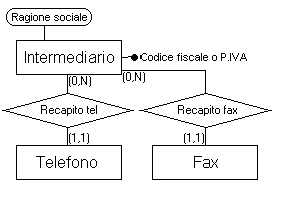 Ragione sociale
Intermediario
Codice fiscale o P.IVA
(0,N)
(0,N)
Recapito tel
Recapito fax
(1,1)
(1,1)
Telefono
Fax